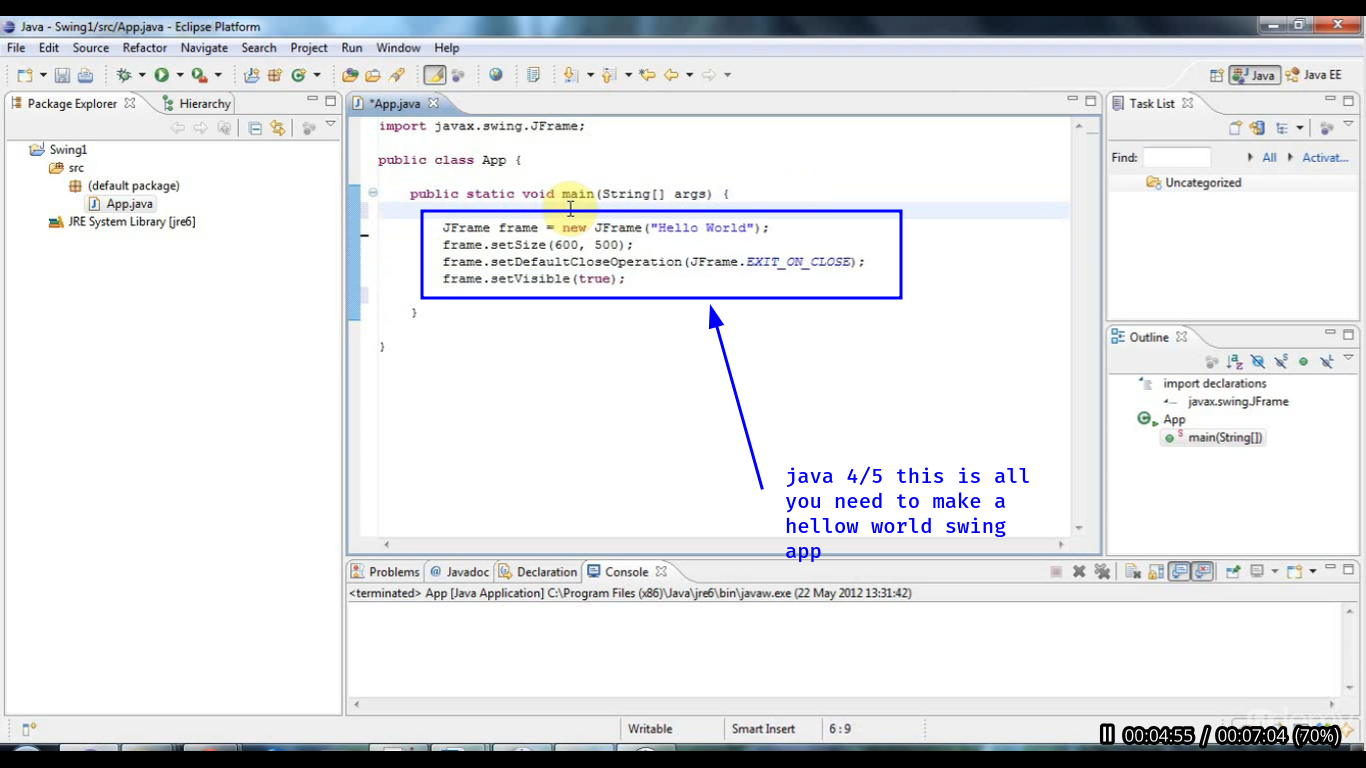 Java - Swing1/src/App.java - Eclipse Platform
File Edit Source Refactor Navigate Search Project Run Window Help
Java Java EE
Package Explorer Hierarchy
Swing1
src
(default package)
App.java
JRE System Library [jre6]
*App.java
import javax.swing.JFrame;
public class App {
public static void main(String[] args) {
JFrame frame = new JFrame("Hello World");
frame.setSize(600, 500);
frame.setDefaultCloseOperation(JFrame.EXIT_ON_CLOSE);
frame.setVisible(true);
}
}
java 4/5 this is all
you need to make a
hellow world swing
app
Task List
Find: All Activat...
Uncategorized
Outline
import declarations
javax.swing.JFrame
App
main(String[])
Problems @ Javadoc Declaration Console
<terminated> App [Java Application] C:\Program Files (x86)\Java\jre6\bin\javaw.exe (22 May 2012 13:31:42)
Writable Smart Insert 6 : 9
00:04:55 / 00:07:04 (70%)